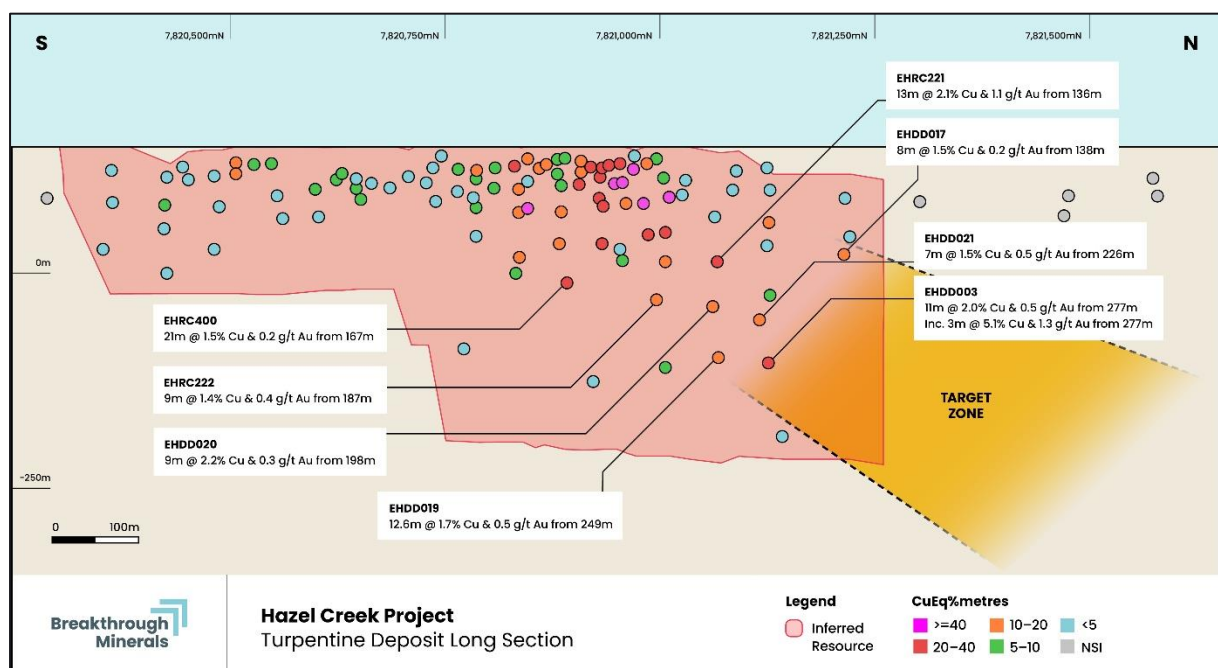 S
7,820,500mN
7,820,750mN
7,821,000mN
7,821,250mN
7,821,500mN
N
EHRC221
13m @ 2.1% Cu & 1.1 g/t Au from 136m
EHDD017
8m @ 1.5% Cu & 0.2 g/t Au from 138m
EHDD021
7m @ 1.5% Cu & 0.5 g/t Au from 226m
0m
EHDD003
11m @ 2.0% Cu & 0.5 g/t Au from 277m
Inc. 3m @ 5.1% Cu & 1.3 g/t Au from 277m
EHRC400
21m @ 1.5% Cu & 0.2 g/t Au from 167m
EHRC222
9m @ 1.4% Cu & 0.4 g/t Au from 187m
TARGET
ZONE
EHDD020
9m @ 2.2% Cu & 0.3 g/t Au from 198m
-250m
EHDD019
12.6m @ 1.7% Cu & 0.5 g/t Au from 249m
0 100m
Breakthrough
Minerals
Hazel Creek Project
Turpentine Deposit Long Section
Legend
Inferred
Resource
CuEq%metres
>=40 10–20 <5
20–40 5–10 NSI